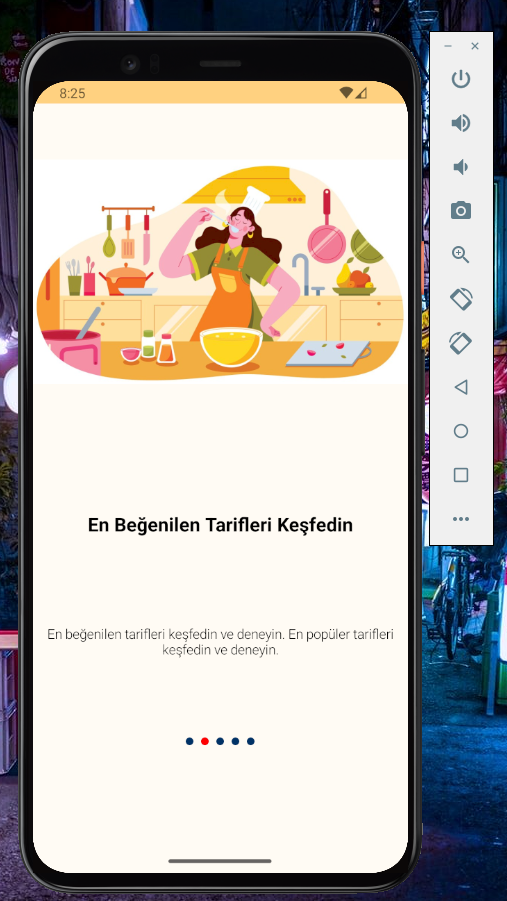 8:25
En Beğenilen Tarifleri Keşfedin
En beğenilen tarifleri keşfedin ve deneyin. En popüler tarifleri
keşfedin ve deneyin.